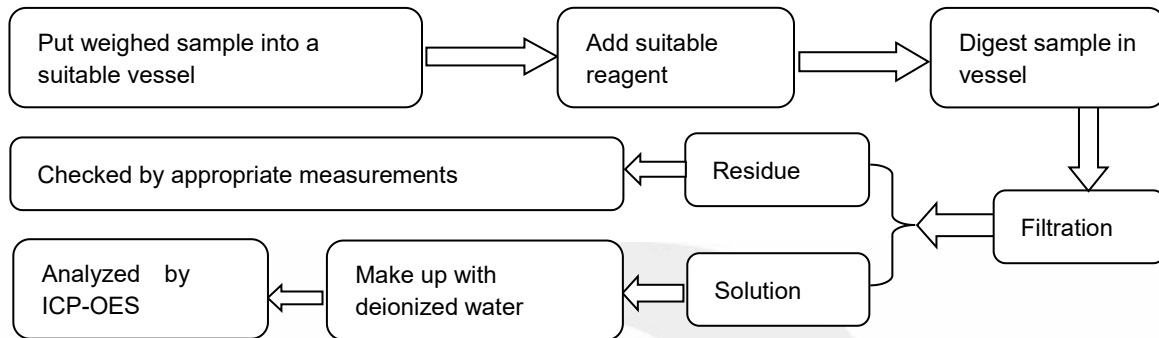 Put weighed sample into a
suitable vessel
Add suitable
reagent
Digest sample in
vessel
Filtration
Residue
Checked by appropriate measurements
Solution
Make up with
deionized water
Analyzed by
ICP-OES